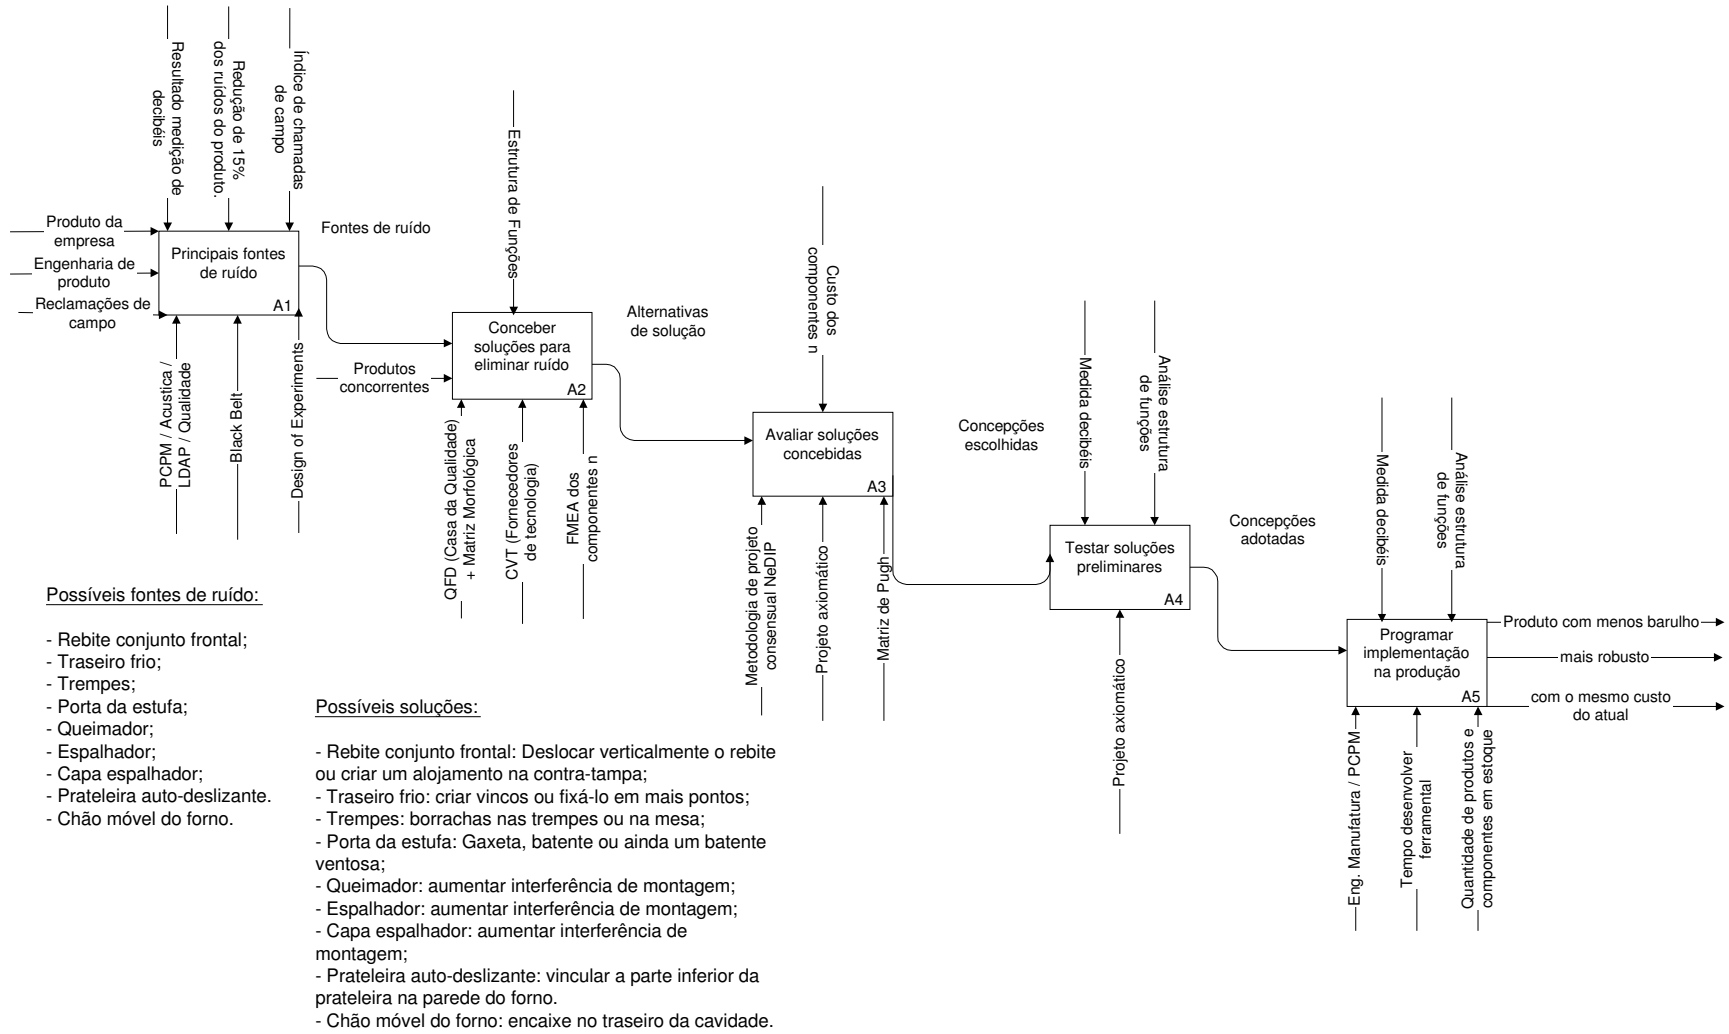 Resultado medição de
decibéis
Redução de 15%
dos ruídos do produto.
Índice de chamadas
de campo
Produto da
empresa
Engenharia de
produto
Reclamações de
campo
Principais fontes
de ruído
A1
Fontes de ruído
PCPM / Acustica /
LDAP / Qualidade
Black Belt
Design of Experiments
Estrutura de Funções
Produtos
concorrentes
Conceber
soluções para
eliminar ruído
A2
Alternativas
de solução
QFD (Casa da Qualidade)
+ Matriz Morfológica
CVT (Fornecedores
de tecnologia)
FMEA dos
componentes n
Custo dos
componentes n
Avaliar soluções
concebidas
A3
Concepções
escolhidas
Metodologia de projeto
consensual NeDIP
Projeto axiomático
Matriz de Pugh
Medida decibéis
Análise estrutura
de funções
Testar soluções
preliminares
A4
Concepções
adotadas
Projeto axiomático
Medida decibéis
Análise estrutura
de funções
Programar
implementação
na produção
A5
Produto com menos barulho
mais robusto
com o mesmo custo
do atual
Eng. Manufatura / PCPM
Tempo desenvolver
ferramental
Quantidade de produtos e
componentes em estoque
Possíveis fontes de ruído:
- Rebite conjunto frontal;
- Traseiro frio;
- Trempes;
- Porta da estufa;
- Queimador;
- Espalhador;
- Capa espalhador;
- Prateleira auto-deslizante.
- Chão móvel do forno.
Possíveis soluções:
- Rebite conjunto frontal: Deslocar verticalmente o rebite
ou criar um alojamento na contra-tampa;
- Traseiro frio: criar vincos ou fixá-lo em mais pontos;
- Trempes: borrachas nas trempes ou na mesa;
- Porta da estufa: Gaxeta, batente ou ainda um batente
ventosa;
- Queimador: aumentar interferência de montagem;
- Espalhador: aumentar interferência de montagem;
- Capa espalhador: aumentar interferência de
montagem;
- Prateleira auto-deslizante: vincular a parte inferior da
prateleira na parede do forno.
- Chão móvel do forno: encaixe no traseiro da cavidade.